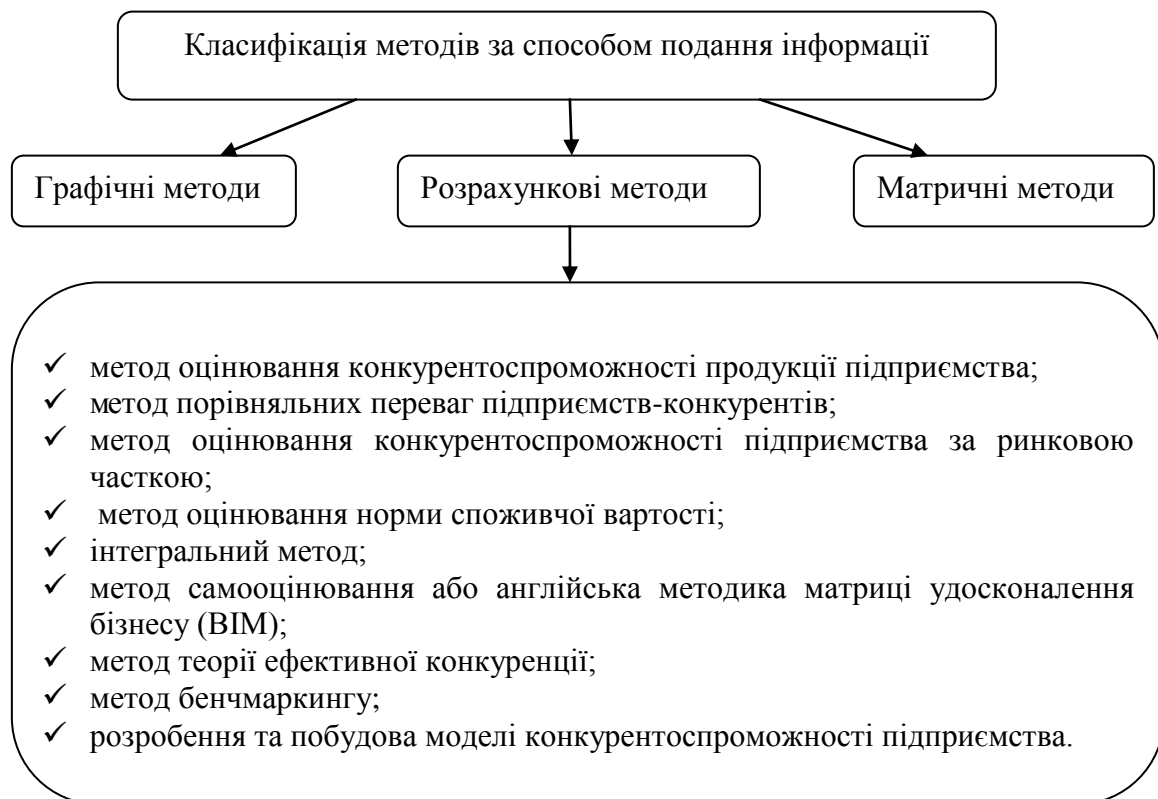 Класифікація методів за способом подання інформації
Графічні методи
Розрахункові методи
Матричні методи
✓ метод оцінювання конкурентоспроможності продукції підприємства;
✓ метод порівняльних переваг підприємств-конкурентів;
✓ метод оцінювання конкурентоспроможності підприємства за ринковою
часткою;
✓ метод оцінювання норми споживчої вартості;
✓ інтегральний метод;
✓ метод самооцінювання або англійська методика матриці удосконалення
бізнесу (BIM);
✓ метод теорії ефективної конкуренції;
✓ метод бенчмаркингу;
✓ розроблення та побудова моделі конкурентоспроможності підприємства.